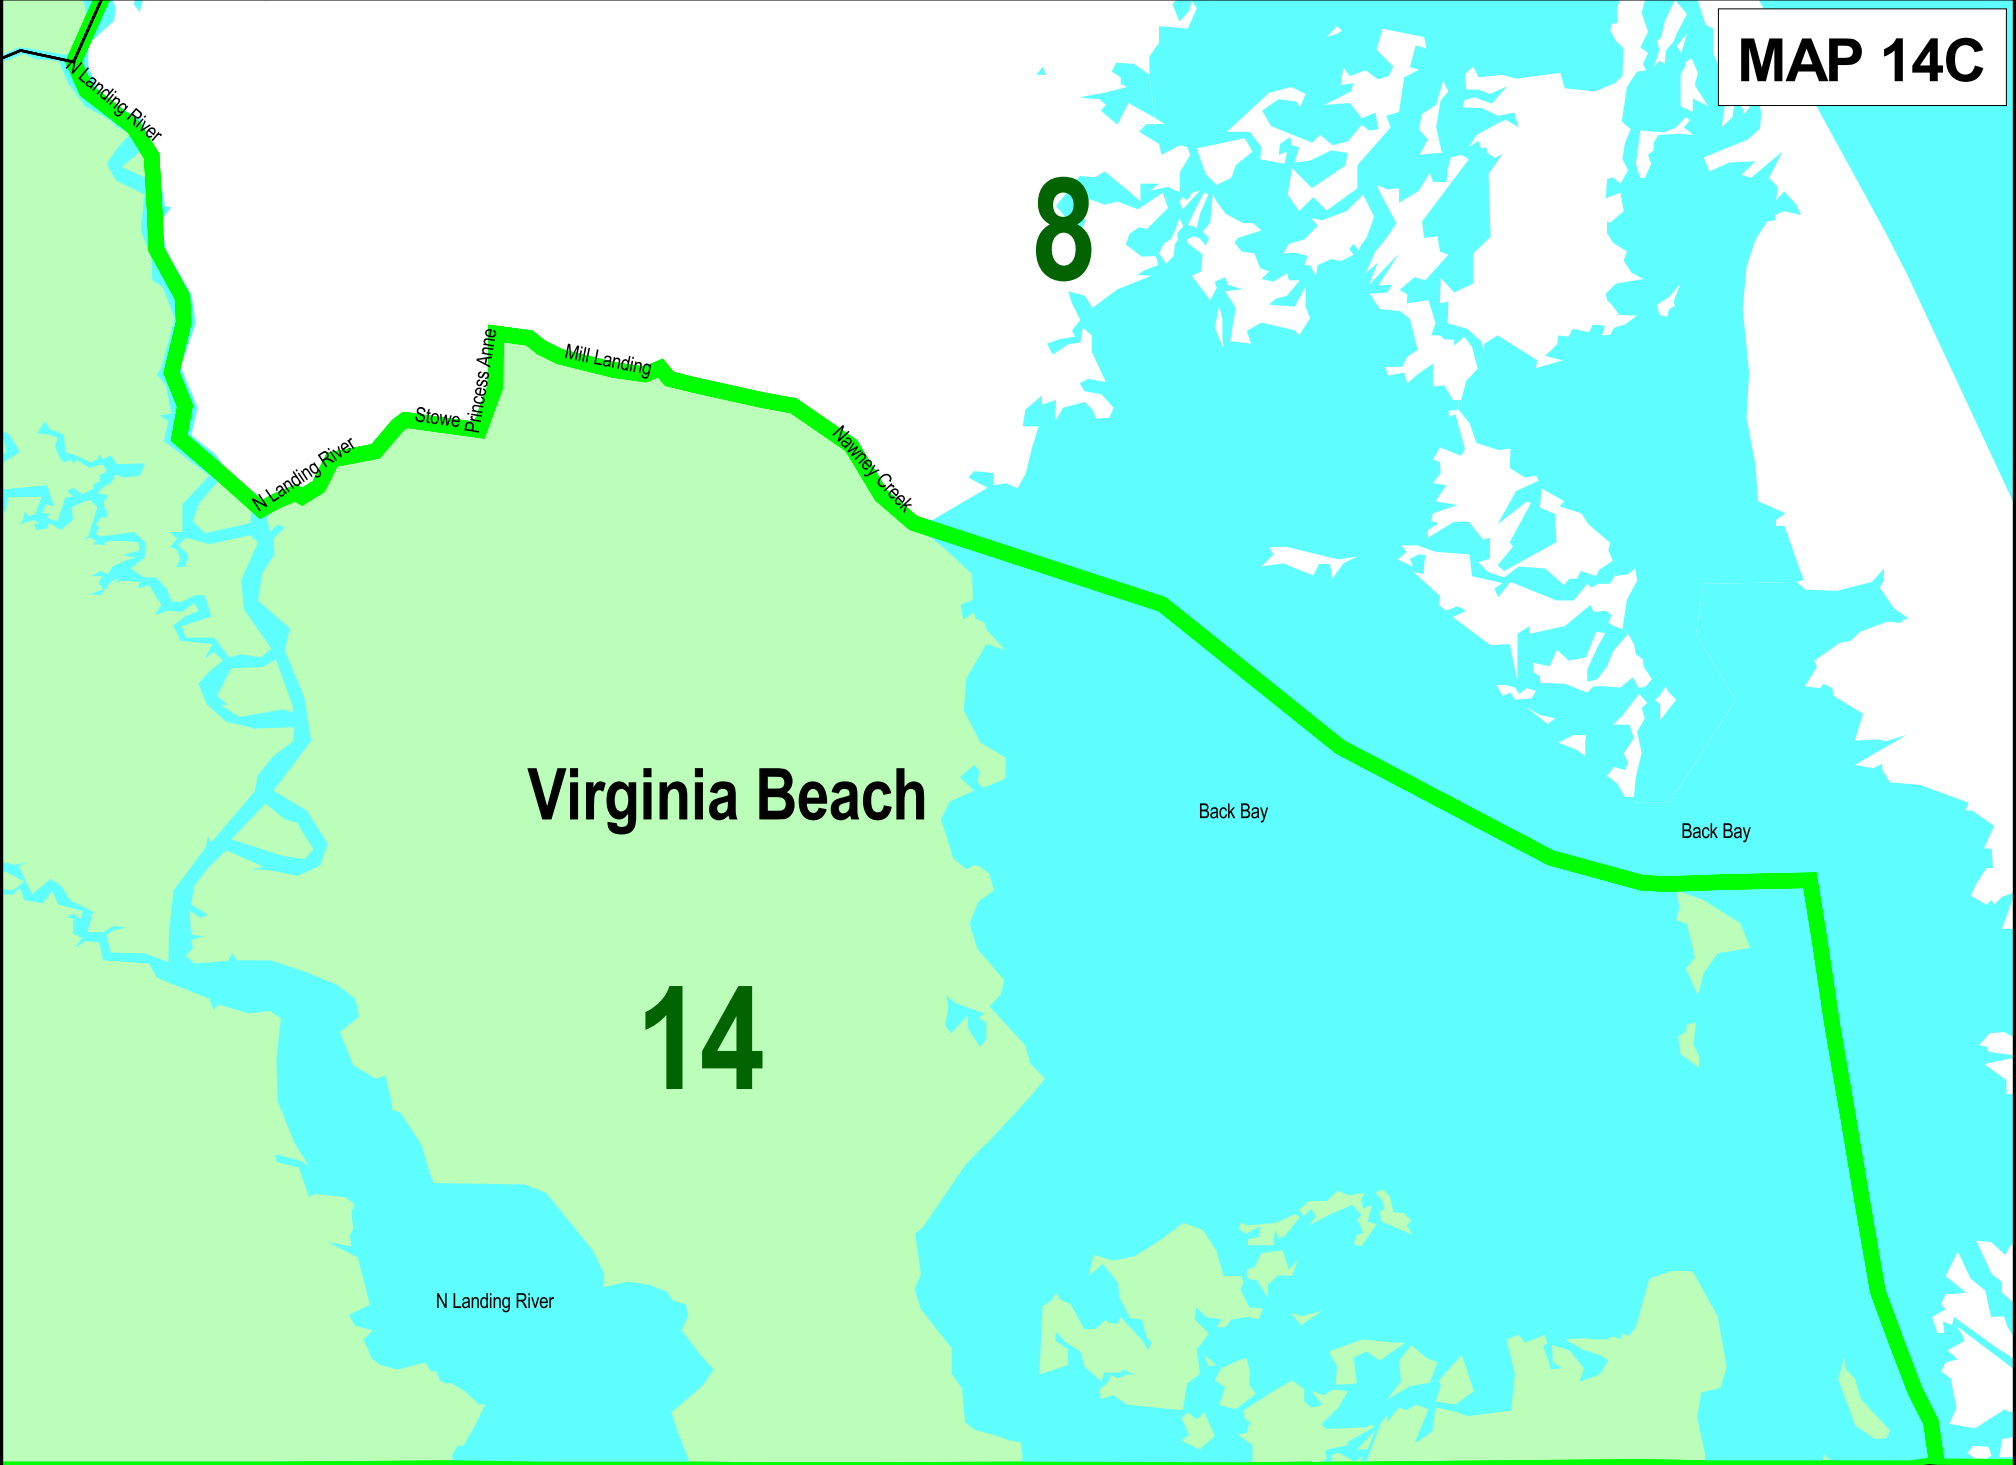 MAP 14C
N Landing River
8
Princess Anne
Mill Landing
Stowe
N Landing River
Nawney Creek
Virginia Beach
Back Bay
Back Bay
14
N Landing River